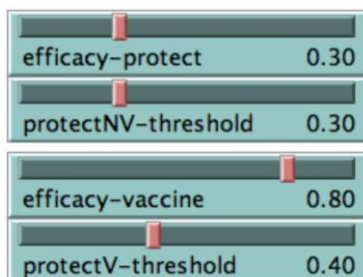 efficacy-protect 0.30
protectNV-threshold 0.30
efficacy-vaccine 0.80
protectV-threshold 0.40